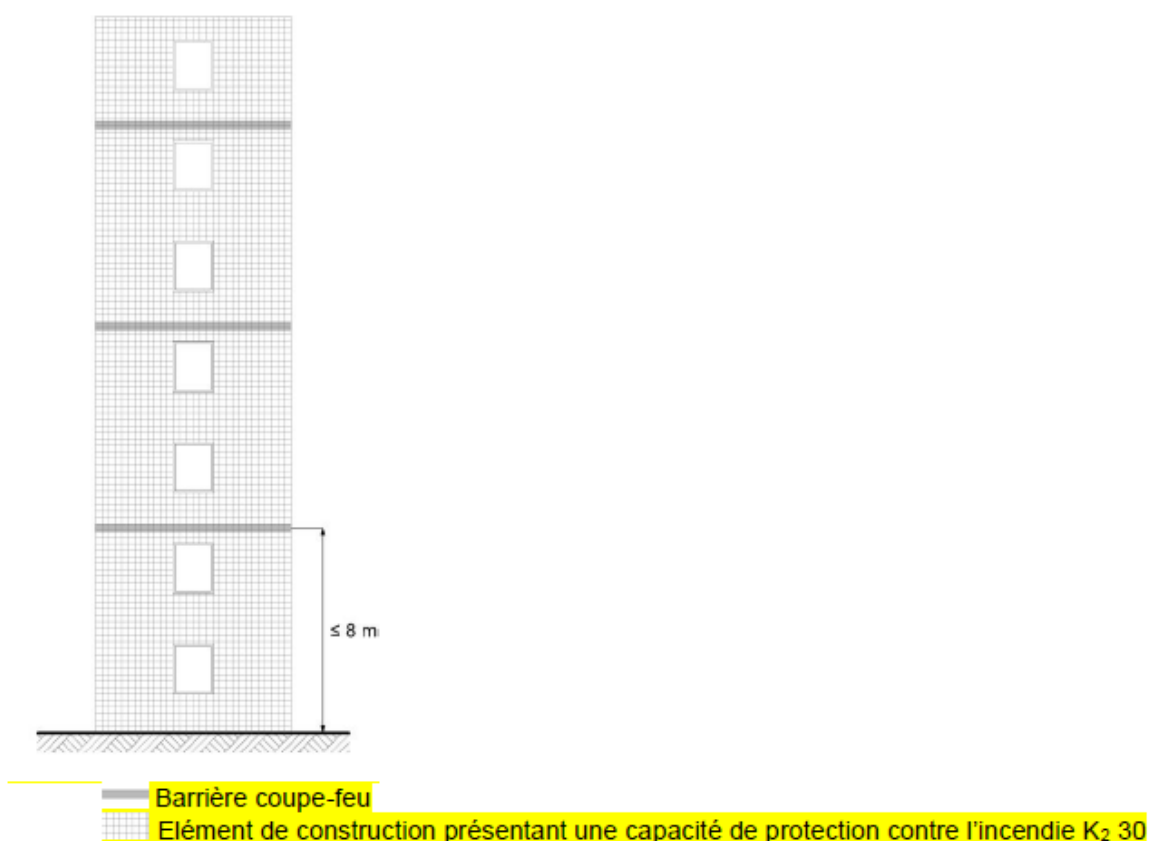 ≤ 8 m
Barrière coupe-feu
Elément de construction présentant une capacité de protection contre l'incendie K₂ 30